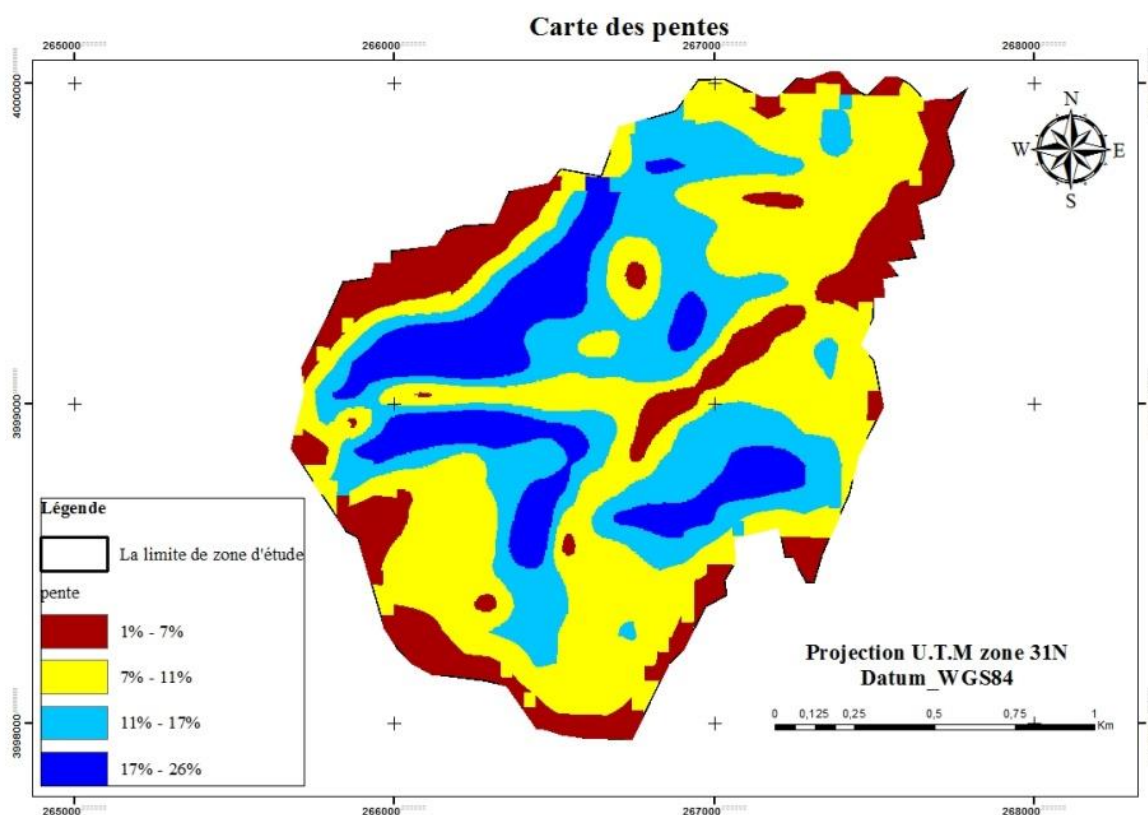 Carte des pentes
265000
266000
267000
268000
4000000
3999000
3998000
N
W
E
S
Légende
La limite de zone d'étude
pente
1% - 7%
7% - 11%
11% - 17%
17% - 26%
Projection U.T.M zone 31N
Datum_WGS84
0 0,125 0,25 0,5 0,75 1
Km
265000
266000
267000
268000